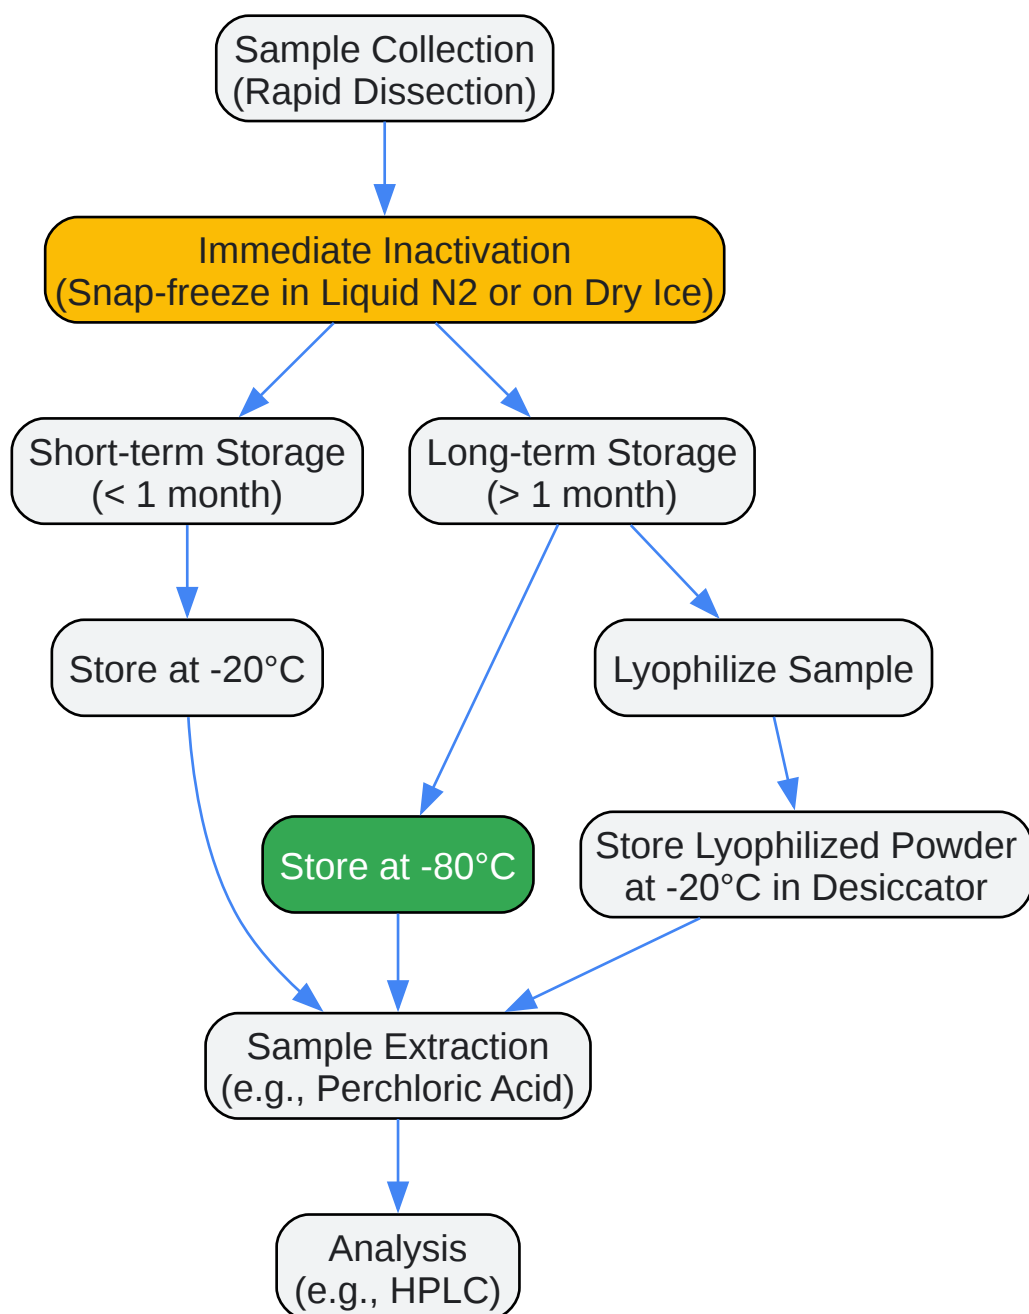 Sample Collection
(Rapid Dissection)
Immediate Inactivation
(Snap-freeze in Liquid N2 or on Dry Ice)
Short-term Storage
(< 1 month)
Long-term Storage
(> 1 month)
Store at -20°C
Lyophilize Sample
Store at -80°C
Store Lyophilized Powder
at -20°C in Desiccator
Sample Extraction
(e.g., Perchloric Acid)
Analysis
(e.g., HPLC)